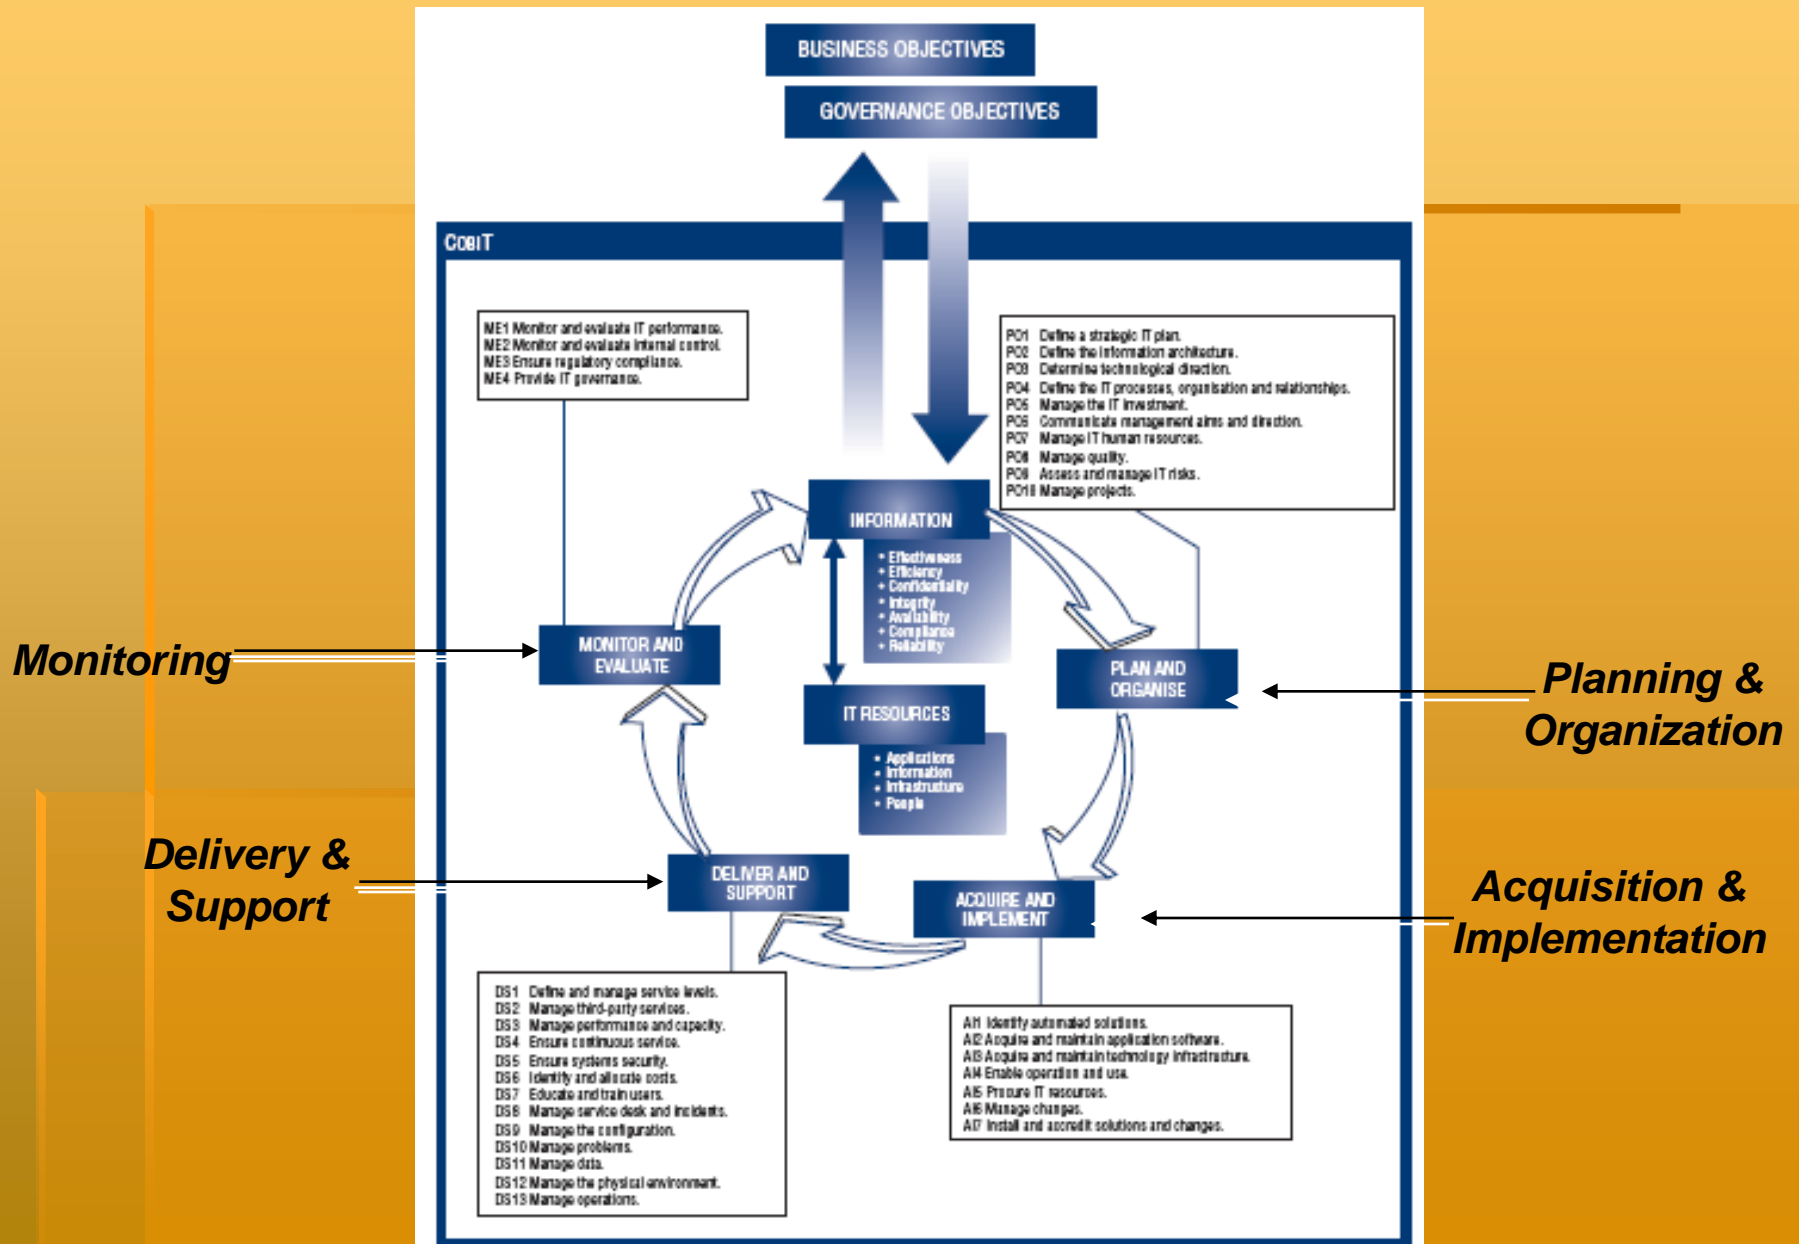 BUSINESS OBJECTIVES
GOVERNANCE OBJECTIVES
COBIT
ME1 Monitor and evaluate IT performance.
ME2 Monitor and evaluate internal control.
ME3 Ensure regulatory compliance.
ME4 Provide IT governance.
PO1 Define a strategic IT plan.
PO2 Define the information architecture.
PO3 Determine technological direction.
PO4 Define the IT processes, organisation and relationships.
PO5 Manage the IT investment.
PO6 Communicate management aims and direction.
PO7 Manage IT human resources.
PO8 Manage quality.
PO9 Assess and manage IT risks.
PO10 Manage projects.
INFORMATION
• Effectiveness
• Efficiency
• Confidentiality
• Integrity
• Availability
• Compliance
• Reliability
Monitoring
MONITOR AND
EVALUATE
PLAN AND
ORGANISE
Planning &
Organization
IT RESOURCES
• Applications
• Information
• Infrastructure
• People
Delivery &
Support
DELIVER AND
SUPPORT
ACQUIRE AND
IMPLEMENT
Acquisition &
Implementation
DS1 Define and manage service levels.
DS2 Manage third-party services.
DS3 Manage performance and capacity.
DS4 Ensure continuous service.
DS5 Ensure systems security.
DS6 Identify and allocate costs.
DS7 Educate and train users.
DS8 Manage service desk and incidents.
DS9 Manage the configuration.
DS10 Manage problems.
DS11 Manage data.
DS12 Manage the physical environment.
DS13 Manage operations.
AI1 Identify automated solutions.
AI2 Acquire and maintain application software.
AI3 Acquire and maintain technology infrastructure.
AI4 Enable operation and use.
AI5 Procure IT resources.
AI6 Manage changes.
AI7 Install and accredit solutions and changes.